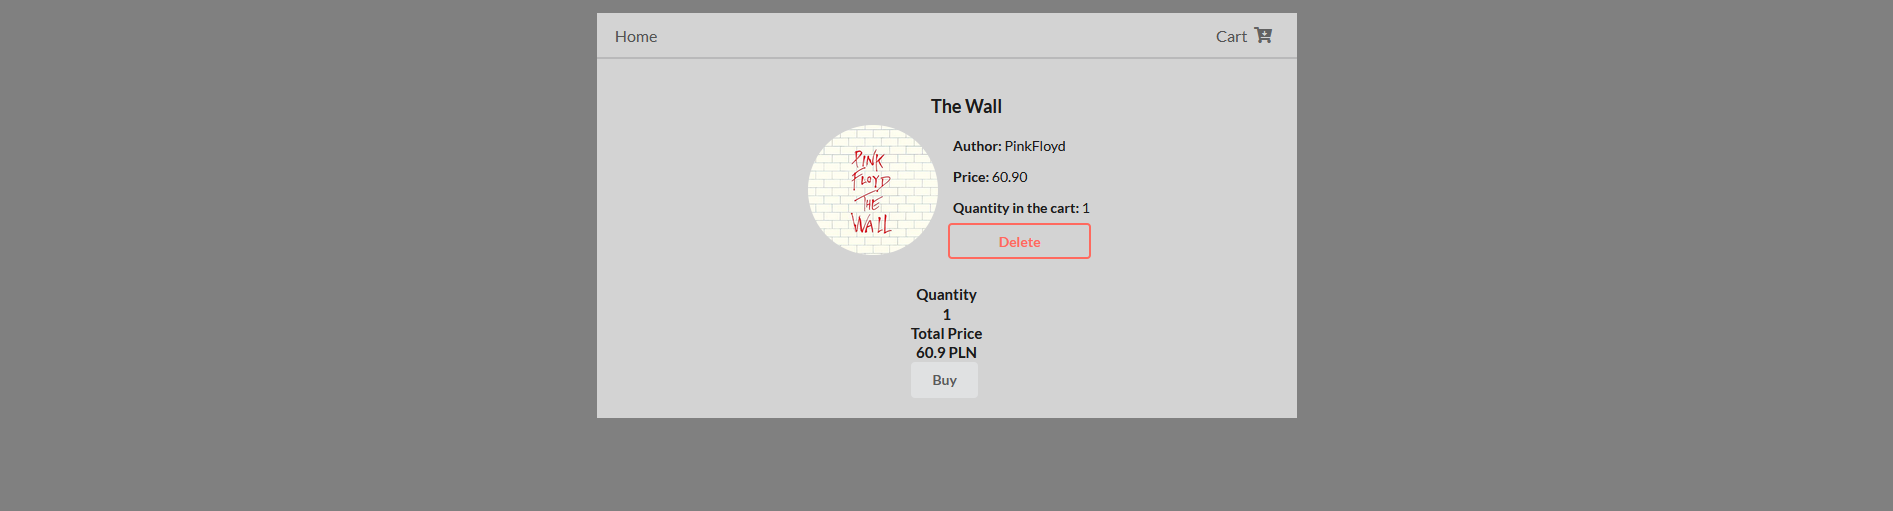 Home
Cart
The Wall
PINK
FLOYD
THE
WALL
Author: PinkFloyd
Price: 60.90
Quantity in the cart: 1
Delete
Quantity
1
Total Price
60.9 PLN
Buy